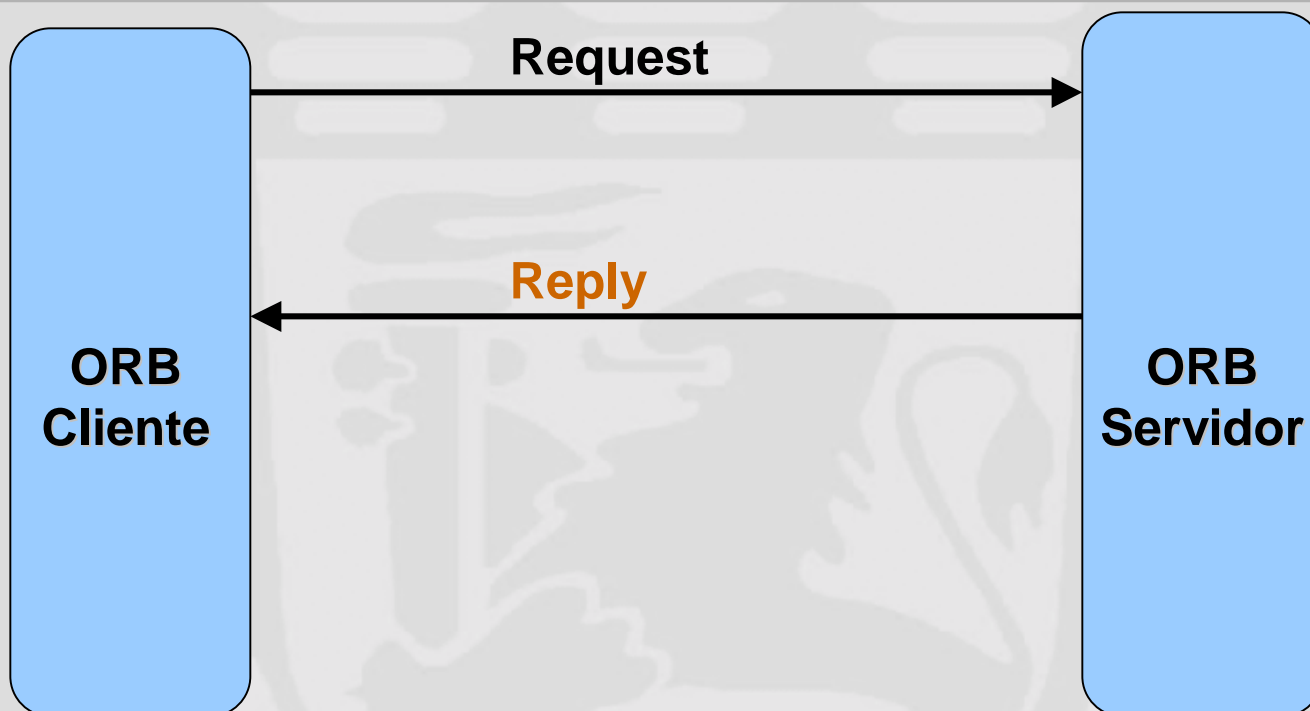 Request
Reply
ORB
Cliente
ORB
Servidor